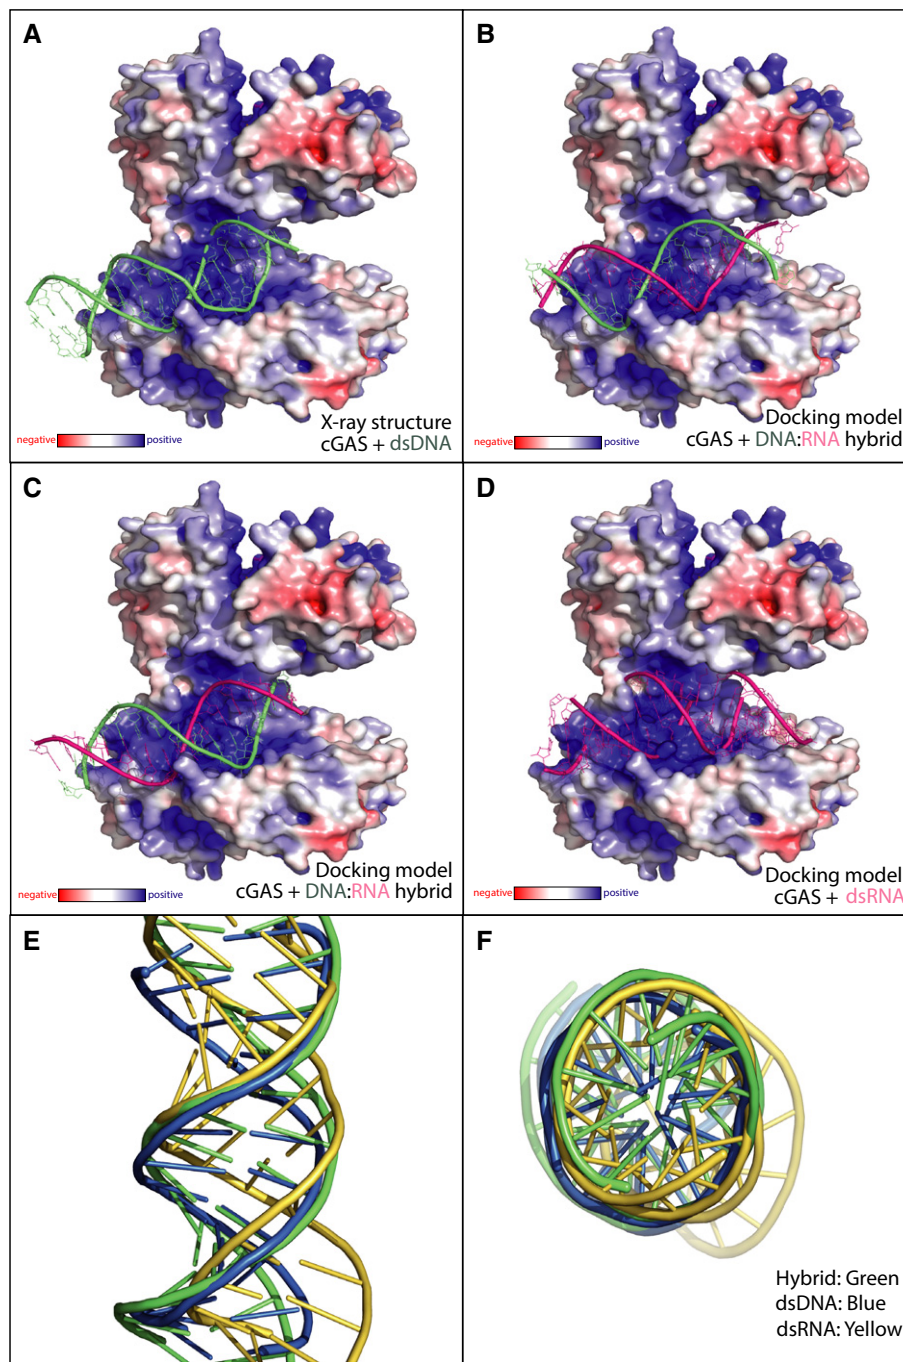 A
negative positive
X-ray structure
cGAS + dsDNA
B
negative positive
Docking model
cGAS + DNA:RNA hybrid
C
negative positive
Docking model
cGAS + DNA:RNA hybrid
D
negative positive
Docking model
cGAS + dsRNA
E
F
Hybrid: Green
dsDNA: Blue
dsRNA: Yellow